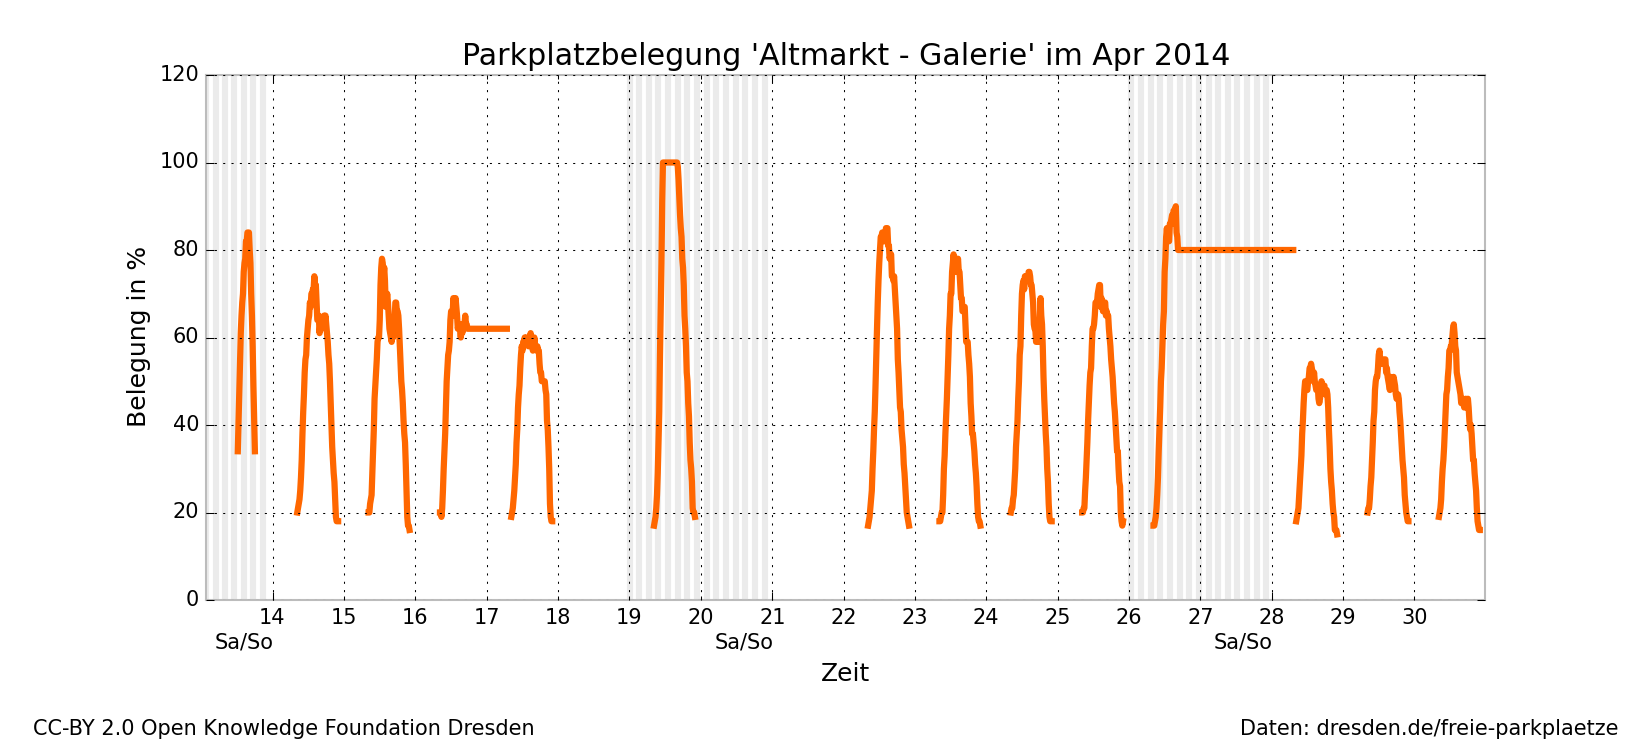 Parkplatzbelegung 'Altmarkt - Galerie' im Apr 2014
120
100
80
60
40
20
0
Belegung in %
14 15 16 17 18 19 20 21 22 23 24 25 26 27 28 29 30
Sa/So Sa/So Sa/So
Zeit
CC-BY 2.0 Open Knowledge Foundation Dresden
Daten: dresden.de/freie-parkplaetze